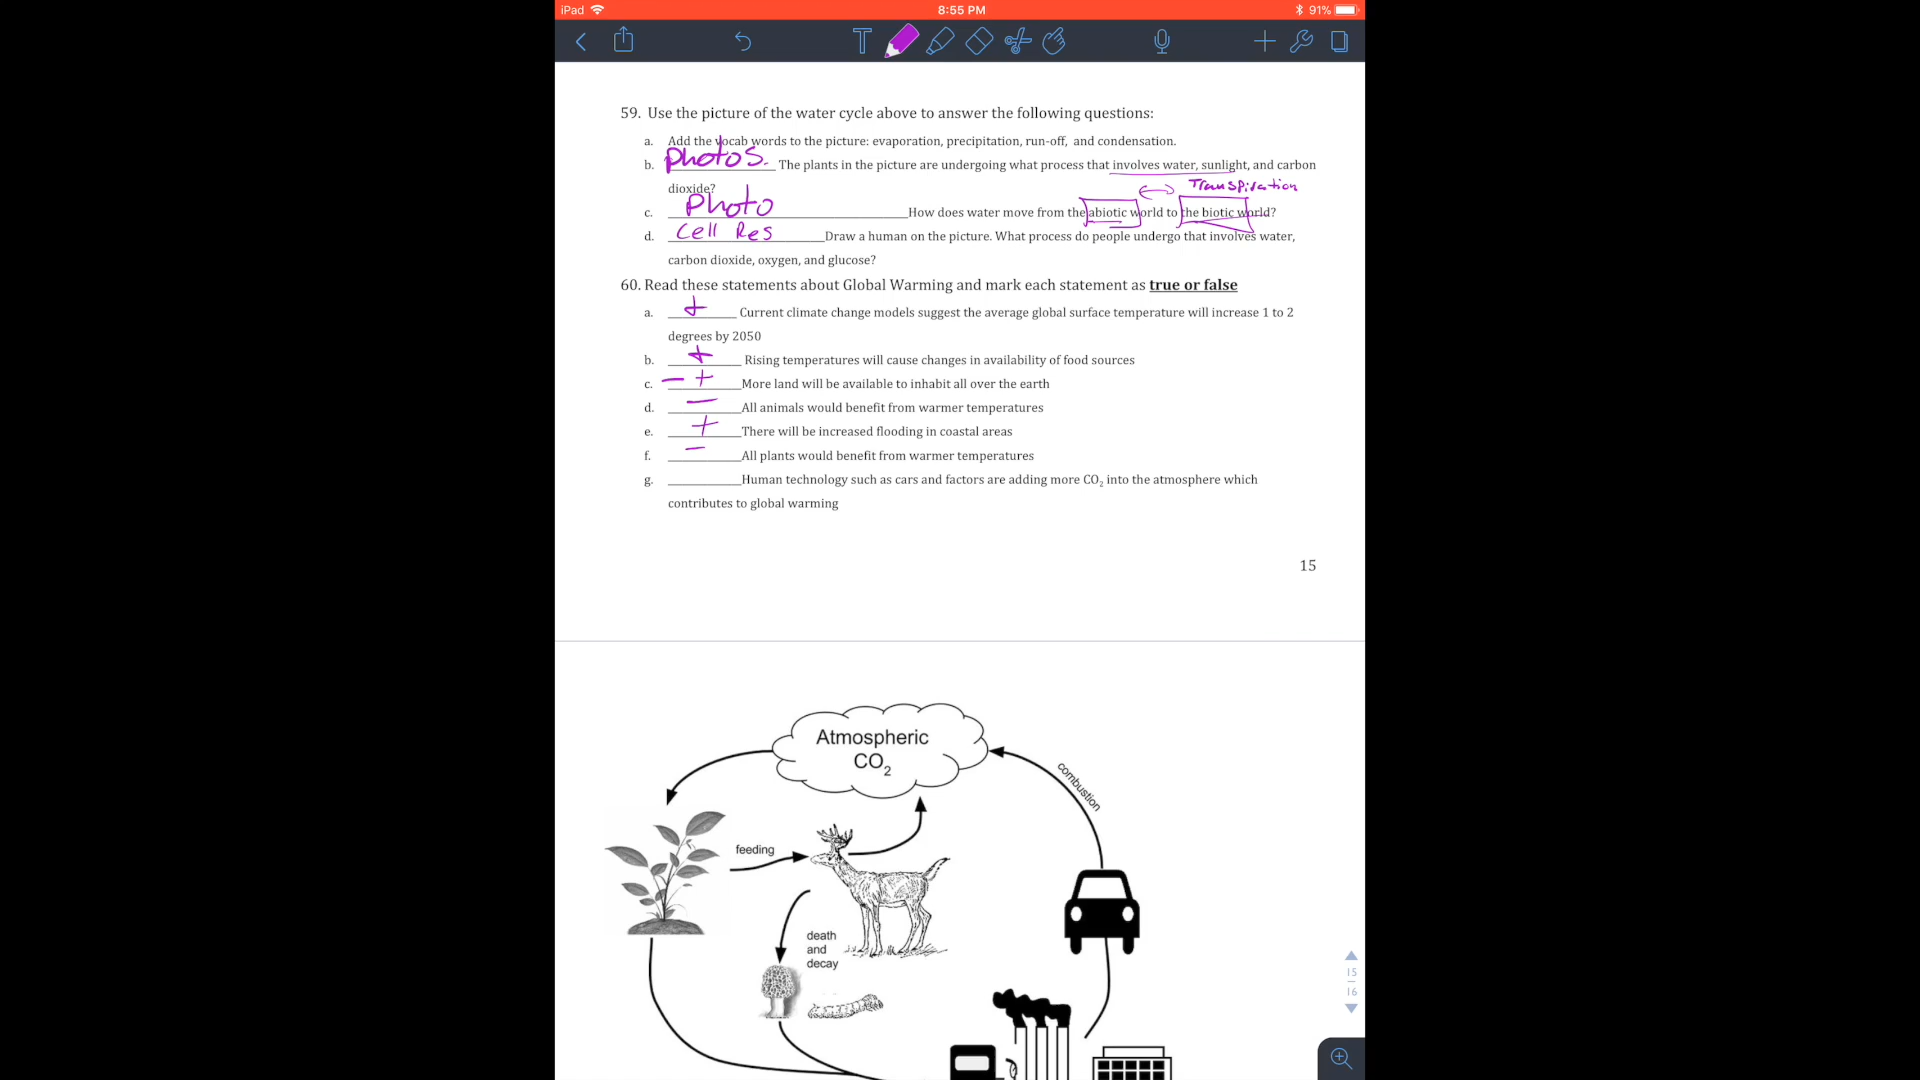 iPad 8:55 PM 91%
T
59. Use the picture of the water cycle above to answer the following questions:
a. Add the vocab words to the picture: evaporation, precipitation, run-off, and condensation.
b. photos. The plants in the picture are undergoing what process that involves water, sunlight, and carbon
dioxide?
Transpiration
c. Photo How does water move from the abiotic world to the biotic world?
d. Cell Res Draw a human on the picture. What process do people undergo that involves water,
carbon dioxide, oxygen, and glucose?
60. Read these statements about Global Warming and mark each statement as true or false
a. + Current climate change models suggest the average global surface temperature will increase 1 to 2
degrees by 2050
b. + Rising temperatures will cause changes in availability of food sources
c. - + More land will be available to inhabit all over the earth
d. - All animals would benefit from warmer temperatures
e. + There will be increased flooding in coastal areas
f. - All plants would benefit from warmer temperatures
g. Human technology such as cars and factors are adding more CO₂ into the atmosphere which
contributes to global warming
15
Atmospheric
CO₂
combustion
feeding
death
and
decay
15
16